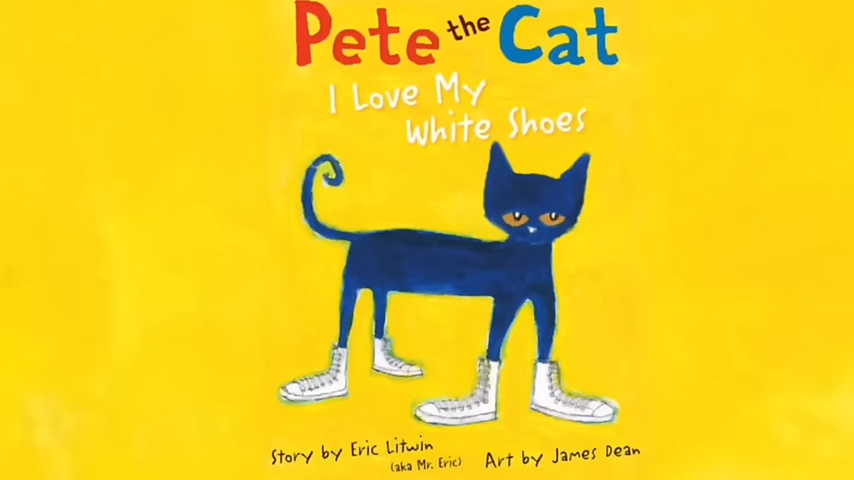 Pete the Cat
I Love My
White Shoes
Story by Eric Litwin
(aka Mr. Eric)
Art by James Dean